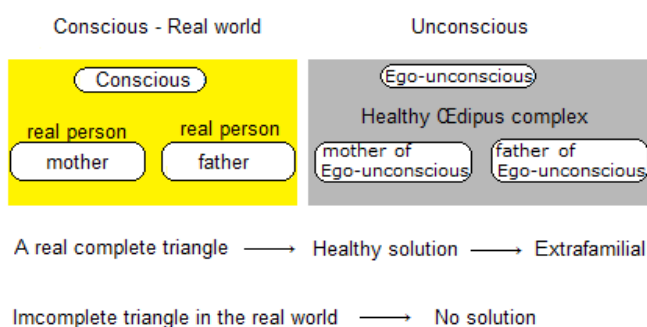 Conscious - Real world
Unconscious
Conscious
Ego-unconscious
Healthy Œdipus complex
real person
real person
mother
father
mother of
Ego-unconscious
father of
Ego-unconscious
A real complete triangle ⟶ Healthy solution ⟶ Extrafamilial
Imcomplete triangle in the real world ⟶ No solution